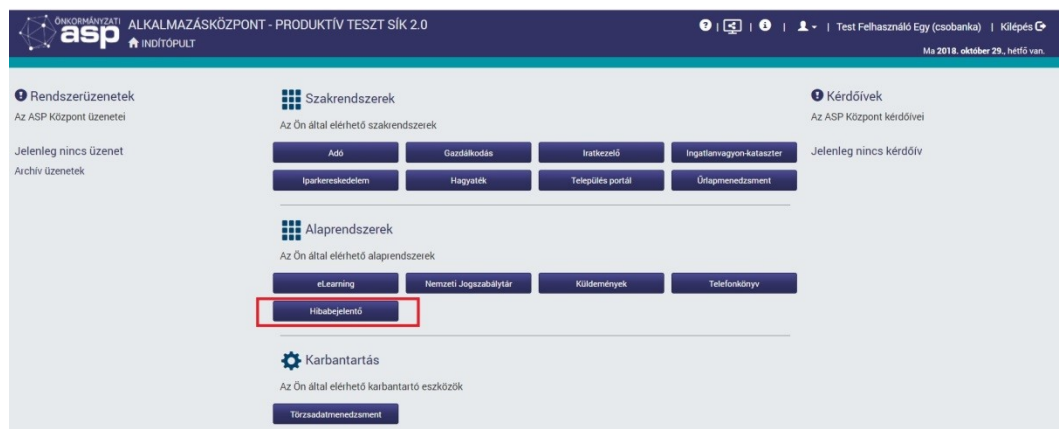 ÖNKORMÁNYZATI
asp
ALKALMAZÁSKÖZPONT - PRODUKTÍV TESZT SÍK 2.0
INDÍTÓPULT
| Test Felhasználó Egy (csobanka) | Kilépés
Ma 2018. október 29., hétfő van.
Rendszerüzenetek
Az ASP Központ üzenetei
Jelenleg nincs üzenet
Archív üzenetek
Szakrendszerek
Az Ön által elérhető szakrendszerek
Adó Gazdálkodás Iratkezelő Ingatlanvagyon-kataszter
Iparkereskedelem Hagyaték Település portál Űrlapmenedzsment
Alaprendszerek
Az Ön által elérhető alaprendszerek
eLearning Nemzeti Jogszabálytár Küldemények Telefonkönyv
Hibabejelentő
Karbantartás
Az Ön által elérhető karbantartó eszközök
Törzsadatmenedzsment
Kérdőívek
Az ASP Központ kérdőívei
Jelenleg nincs kérdőív